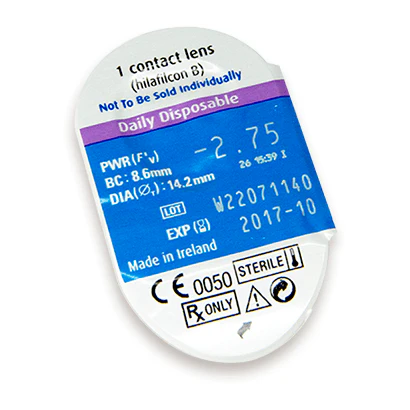 1 contact lens
(hilafilcon B)
Not To Be Sold Individually
Daily Disposable
PWR(F'v) -2.75
BC: 8.6mm 26 15:39 I
DIA(Ø,): 14.2mm
LOT W22071140
EXP 2017-10
Made in Ireland
CE 0050 STERILE
Rx ONLY